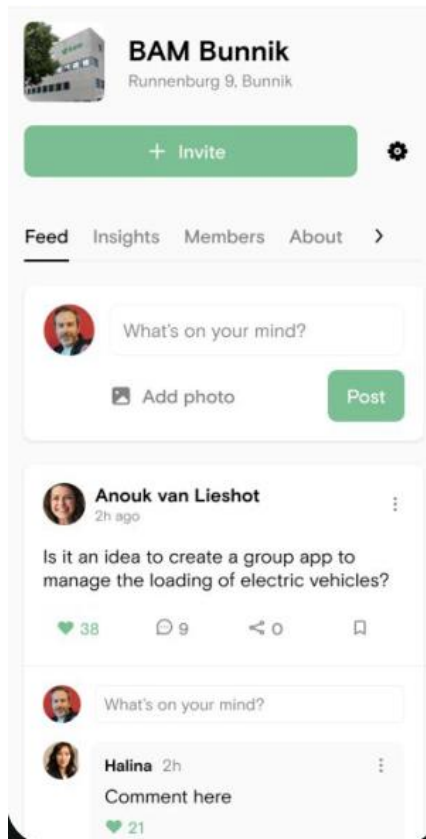 BAM Bunnik
Runnenburg 9, Bunnik
+ Invite
Feed Insights Members About >
What's on your mind?
Add photo Post
Anouk van Lieshot
2h ago
Is it an idea to create a group app to
manage the loading of electric vehicles?
38 9 0
What's on your mind?
Halina 2h
Comment here
21